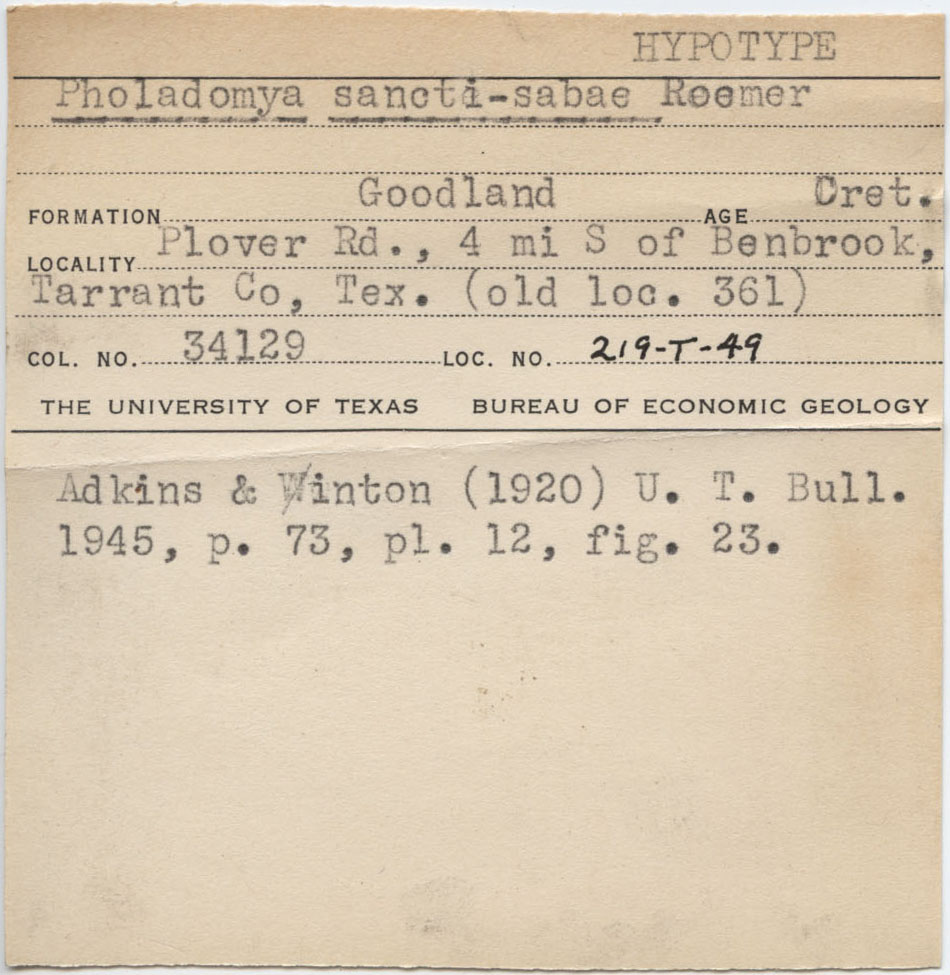 HYPOTYPE
Pholadomya sancti-sabae Roemer
FORMATION Goodland AGE Cret.
LOCALITY Plover Rd., 4 mi S of Benbrook,
Tarrant Co, Tex. (old loc. 361)
COL. NO. 34129 LOC. NO. 219-T-49
THE UNIVERSITY OF TEXAS BUREAU OF ECONOMIC GEOLOGY
Adkins & Winton (1920) U. T. Bull.
1945, p. 73, pl. 12, fig. 23.